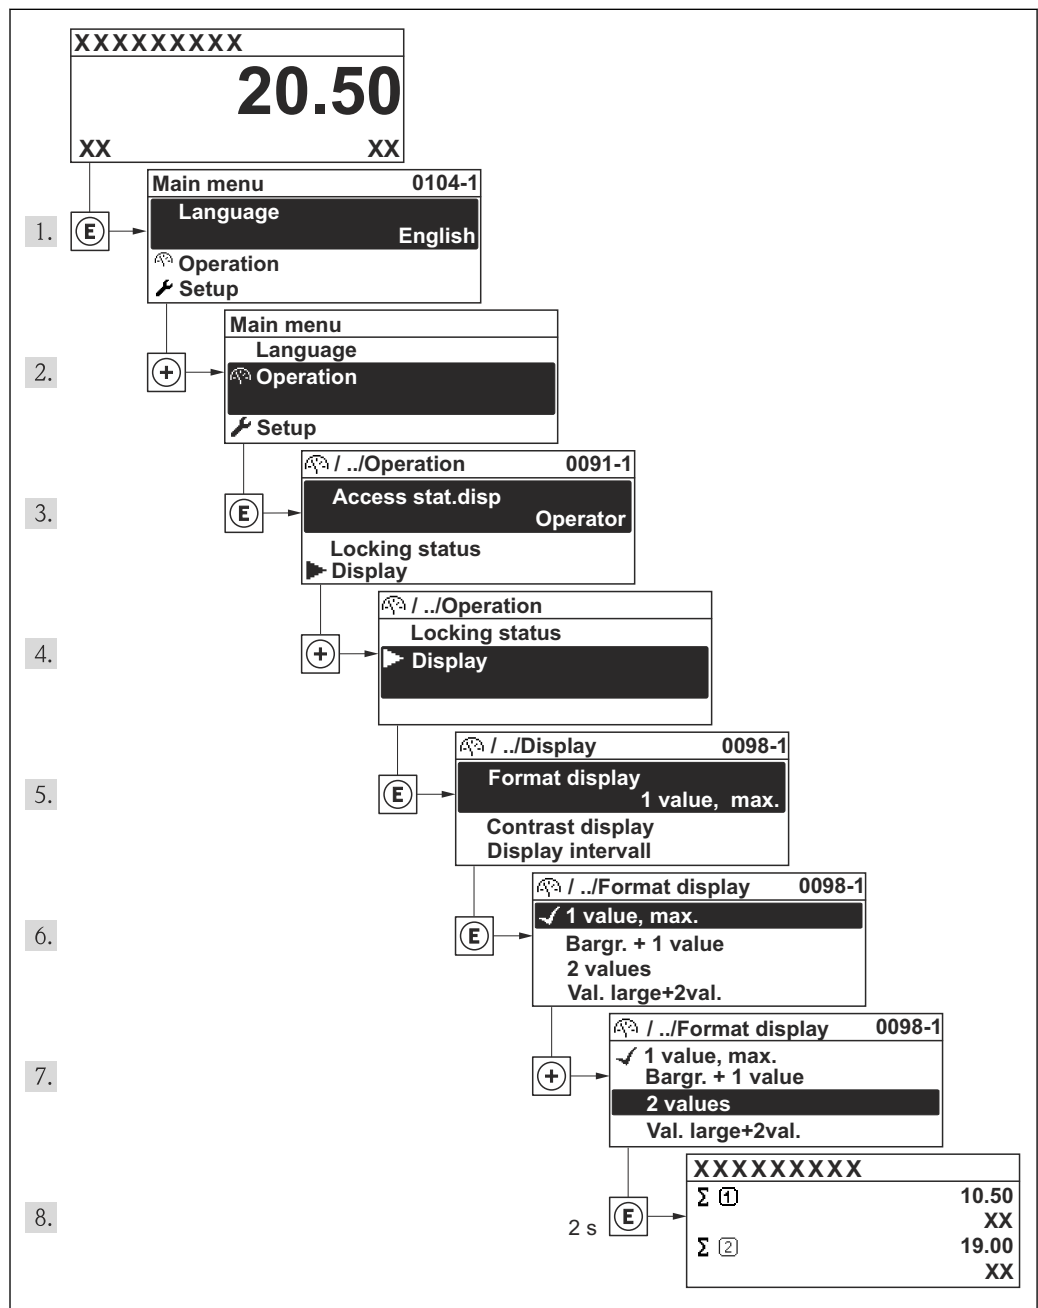 XXXXXXXXX
20.50
XX XX
Main menu 0104-1
Language
English
1. E
Operation
Setup
Main menu
Language
2. +
Operation
Setup
/ ../Operation 0091-1
Access stat.disp
Operator
3. E
Locking status
Display
/ ../Operation
Locking status
4. +
Display
/ ../Display 0098-1
Format display
1 value, max.
5. E
Contrast display
Display intervall
/ ../Format display 0098-1
1 value, max.
6. E
Bargr. + 1 value
2 values
Val. large+2val.
/ ../Format display 0098-1
1 value, max.
7. +
Bargr. + 1 value
2 values
Val. large+2val.
XXXXXXXXX
Σ 1 10.50
XX
8. 2 s E
Σ 2 19.00
XX